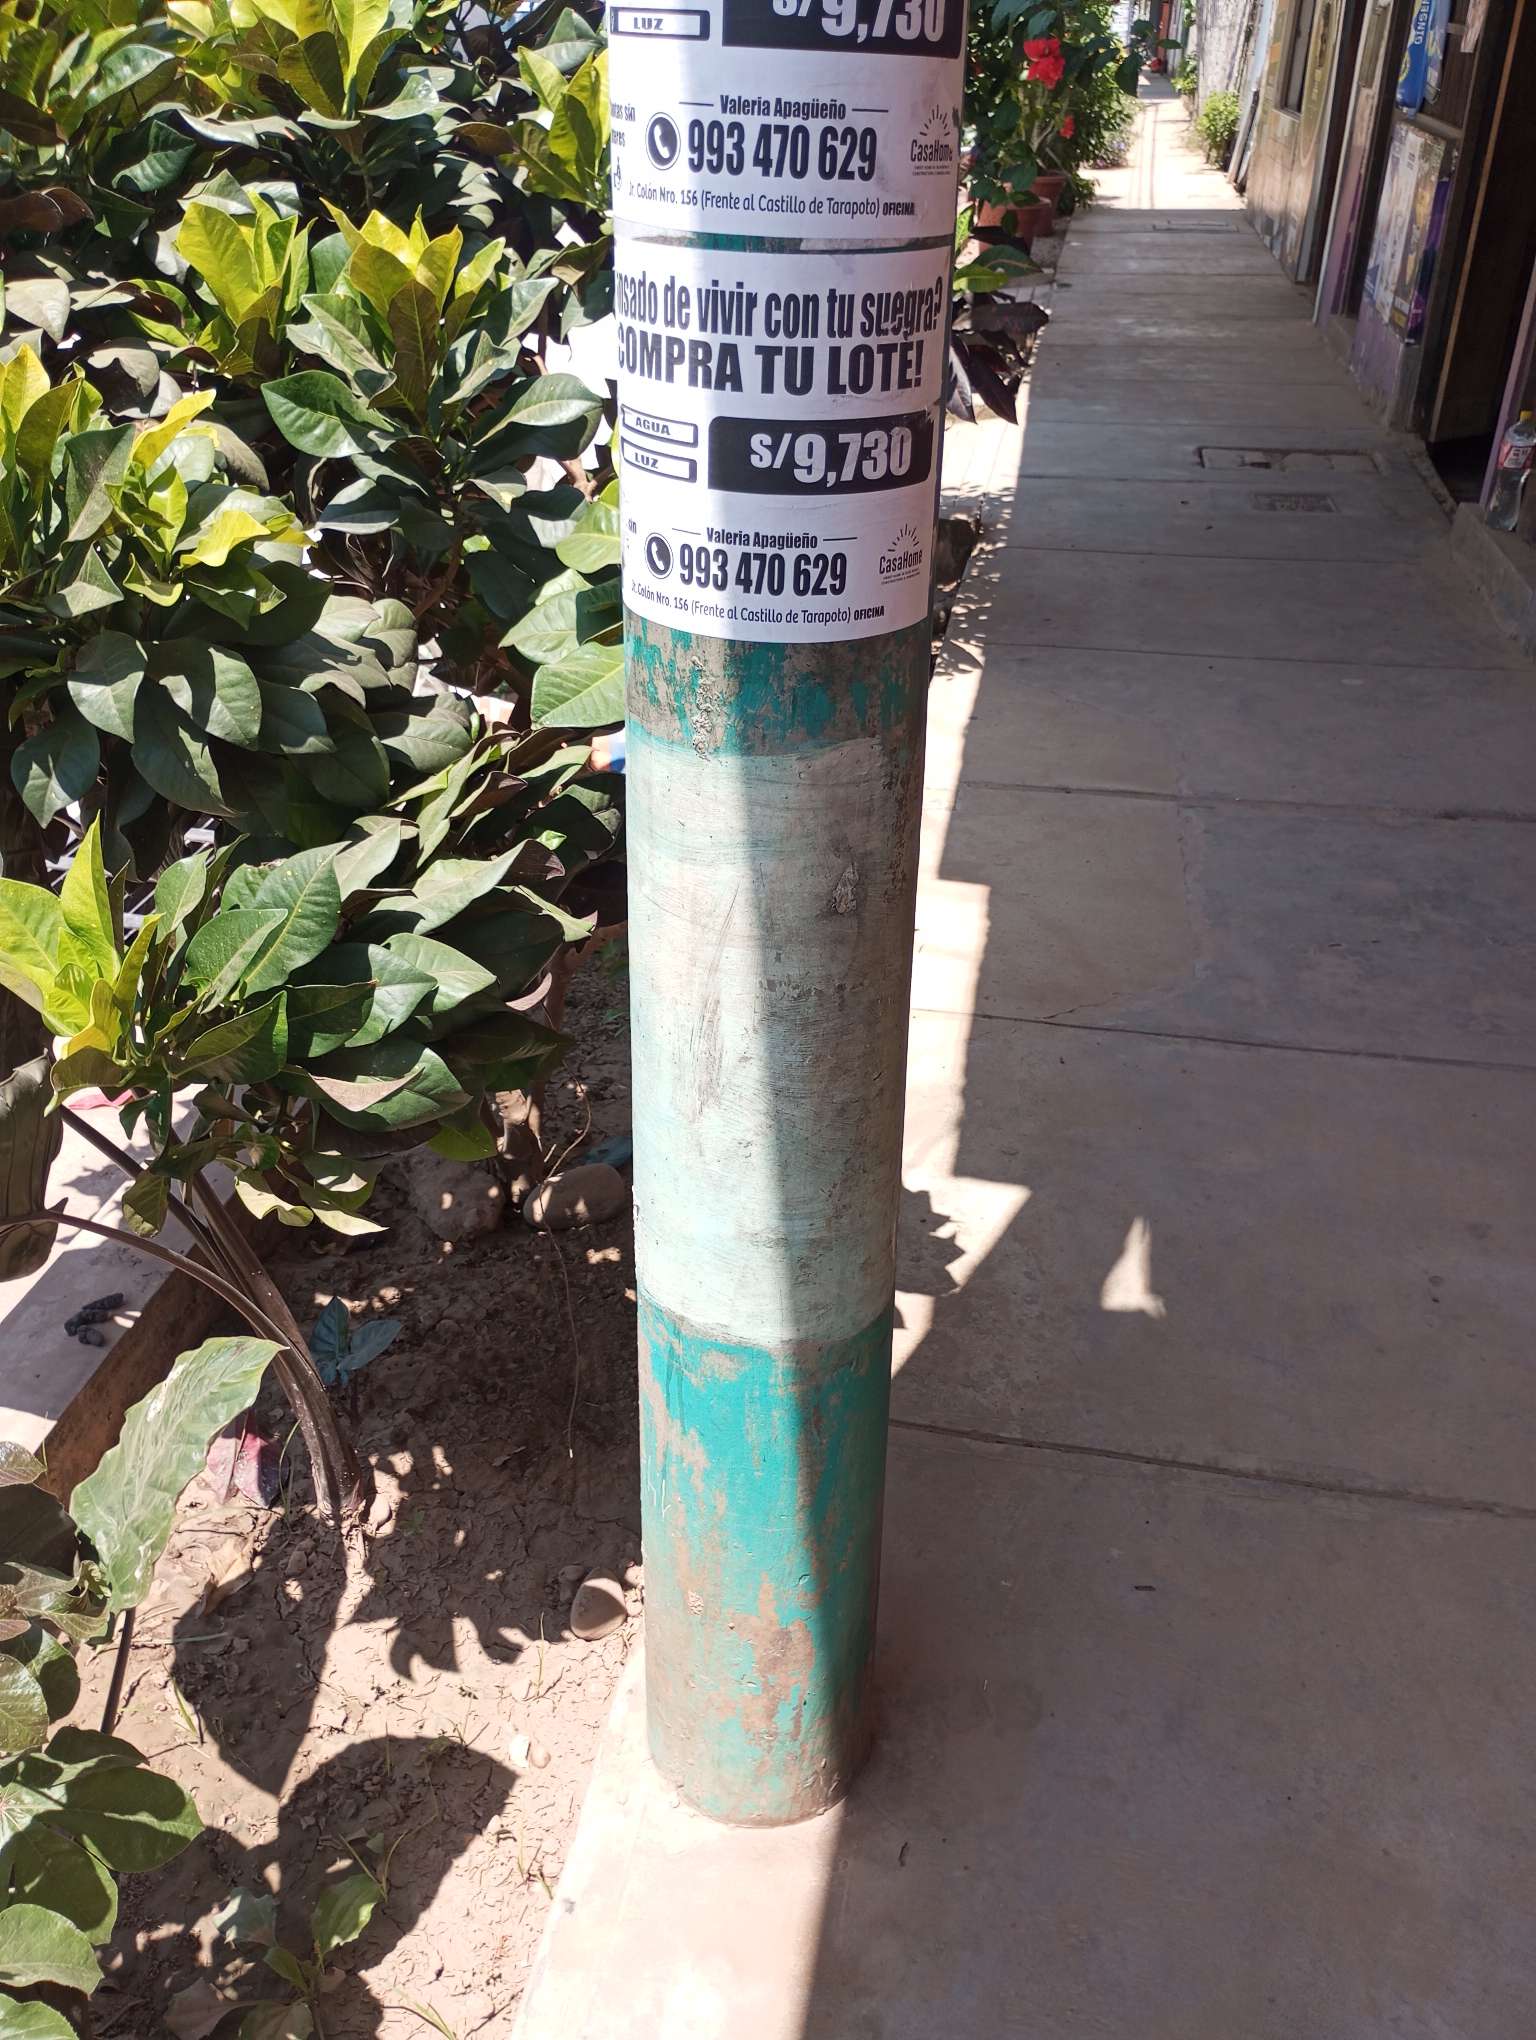 LUZ
S/9,730
Valeria Apagüeño
993 470 629
CasaHome
Jr. Colón Nro. 156 (Frente al Castillo de Tarapoto) OFICINA
nsado de vivir con tu suegra?
COMPRA TU LOTE!
AGUA
LUZ
S/9,730
sin
Valeria Apagüeño
993 470 629
CasaHome
Jr. Colón Nro. 156 (Frente al Castillo de Tarapoto) OFICINA
GINSE